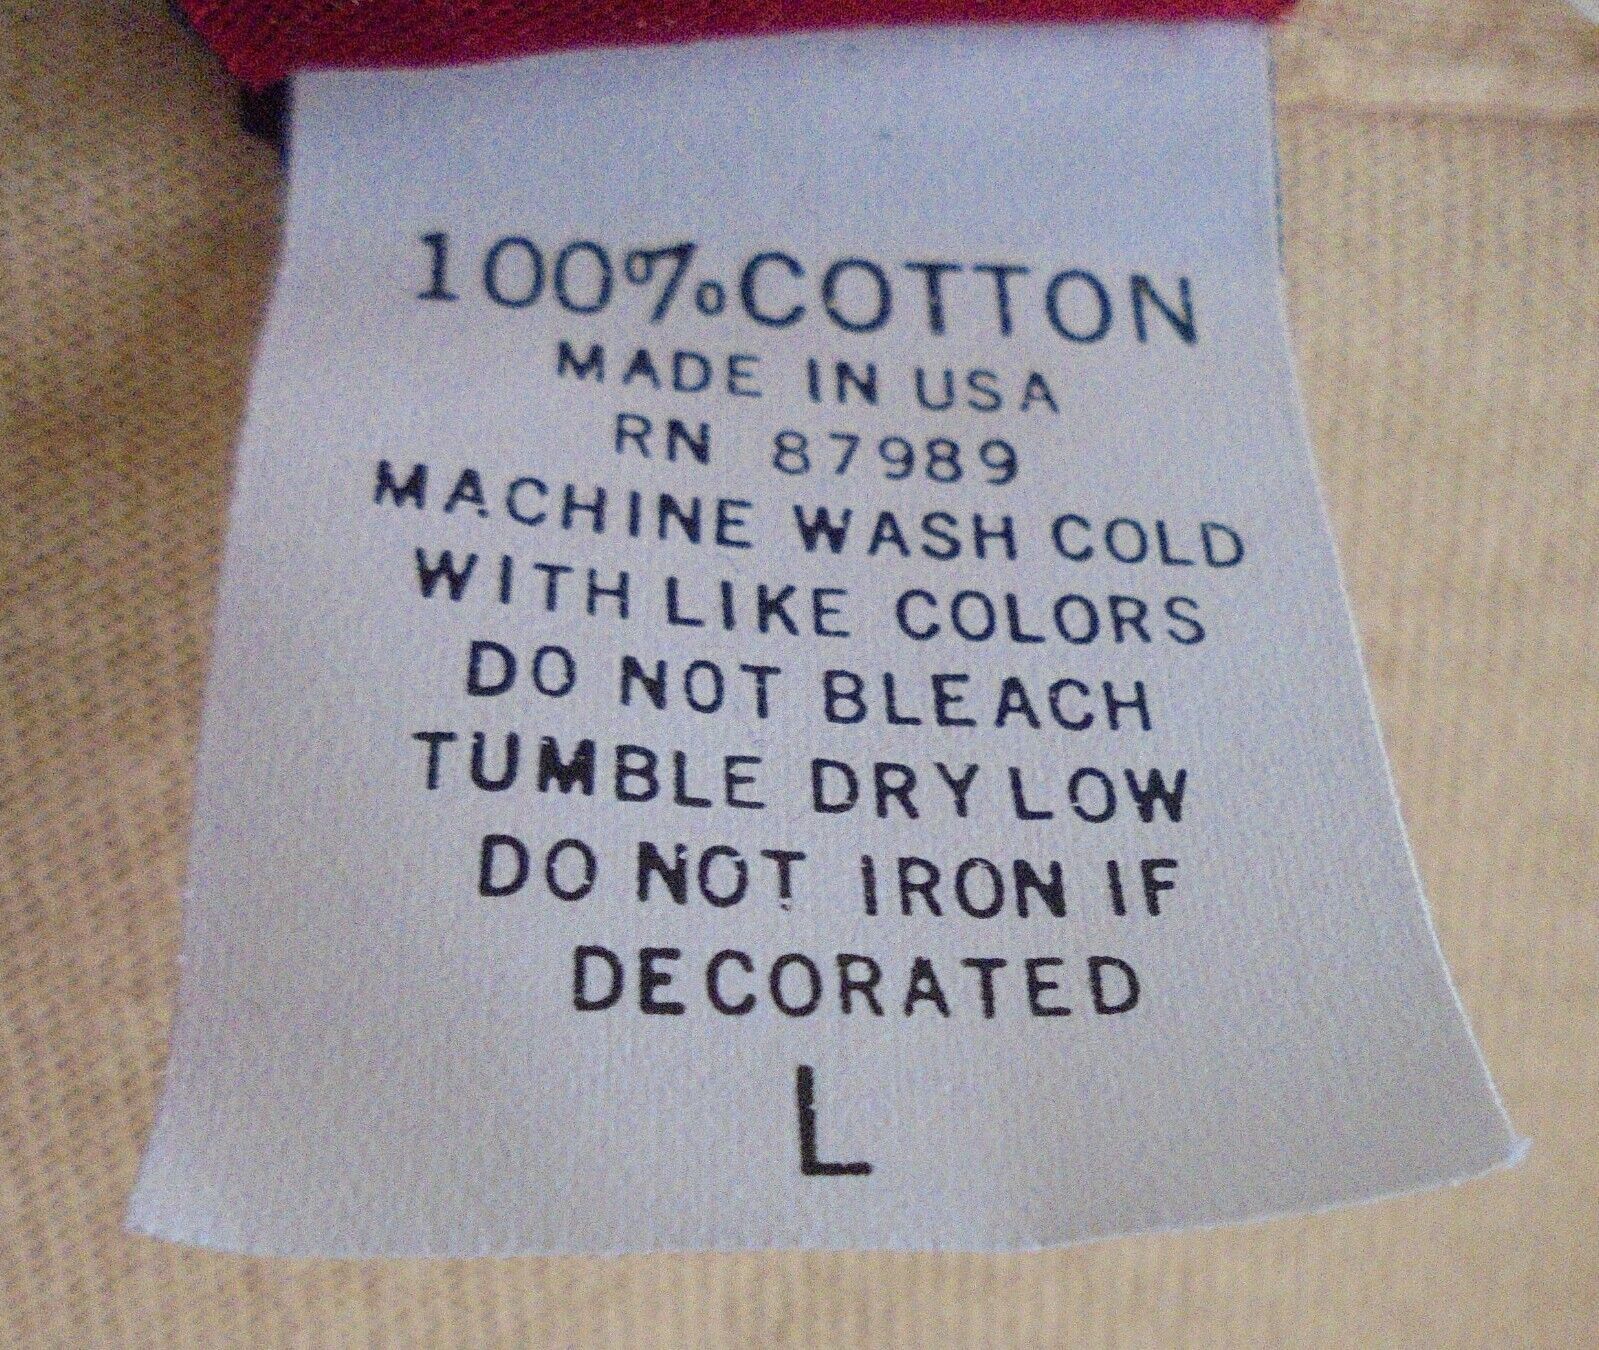 100% COTTON
MADE IN USA
RN 87989
MACHINE WASH COLD
WITH LIKE COLORS
DO NOT BLEACH
TUMBLE DRY LOW
DO NOT IRON IF
DECORATED
L